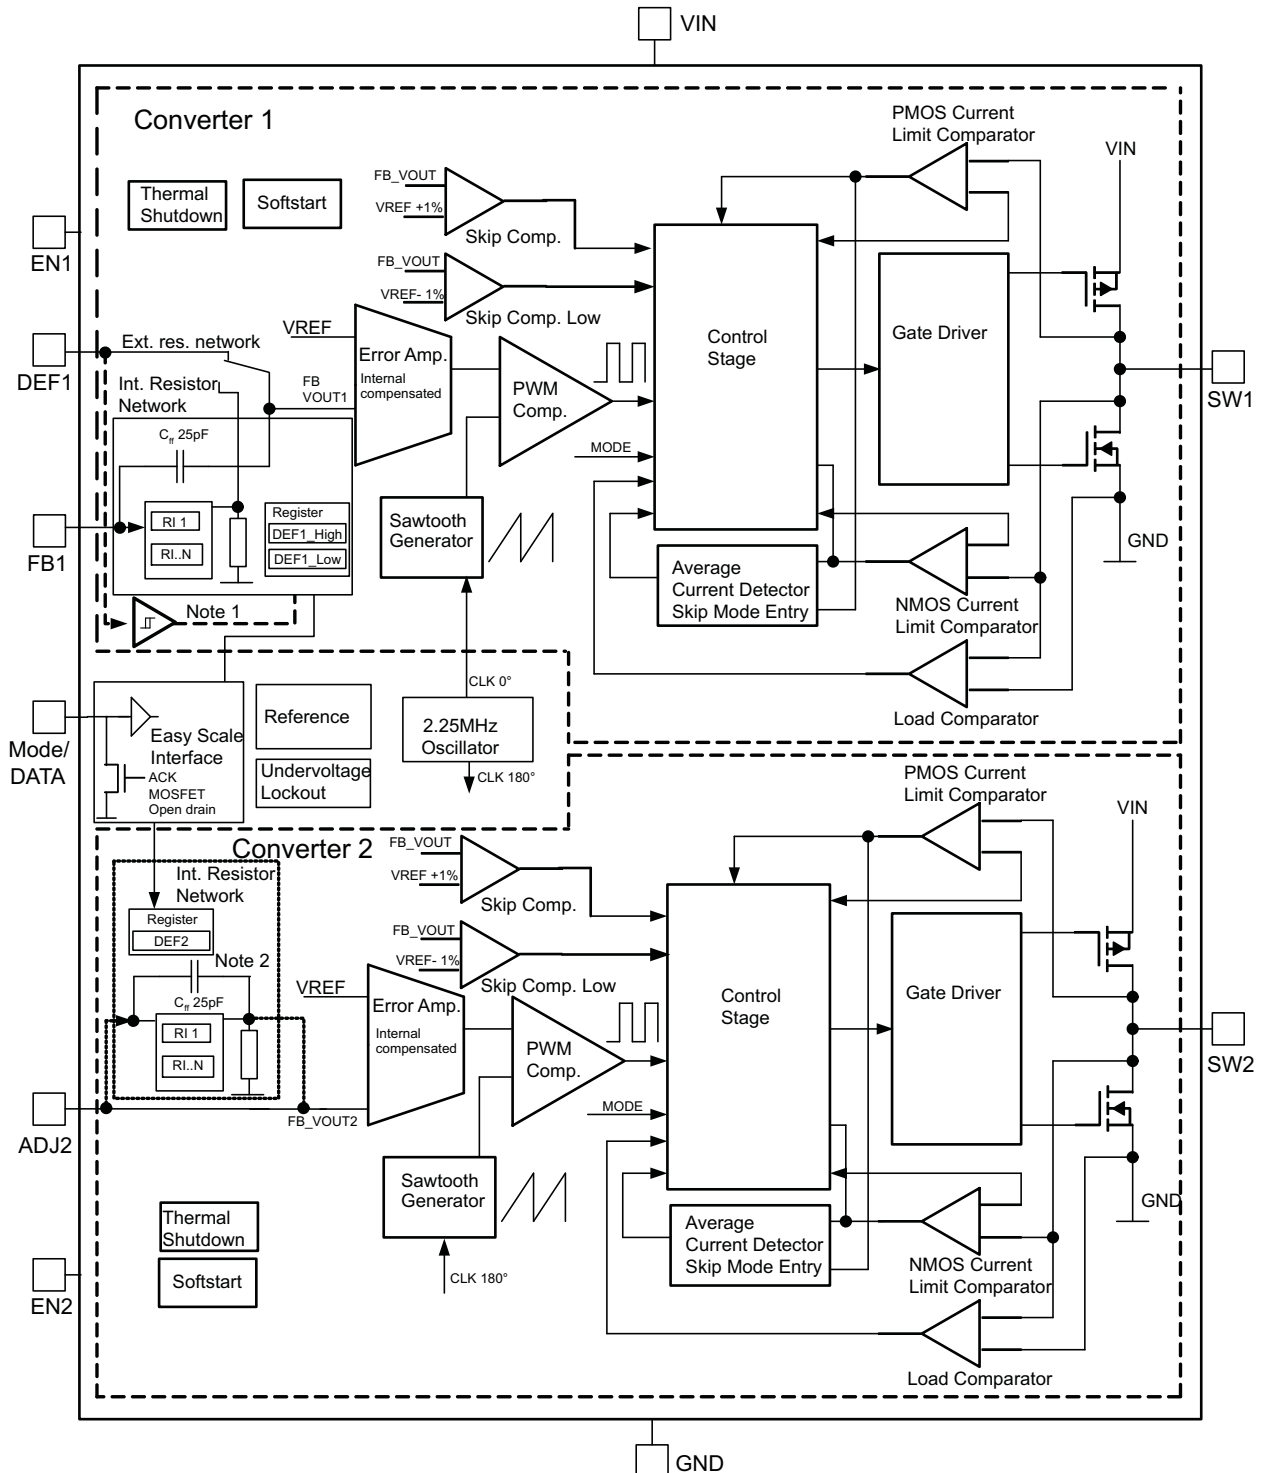 VIN
Converter 1
PMOS Current
Limit Comparator
VIN
Thermal
Shutdown
Softstart
FB_VOUT
VREF +1%
Skip Comp.
EN1
FB_VOUT
VREF- 1%
Skip Comp. Low
VREF
Error Amp.
Internal
compensated
Control
Stage
Gate Driver
Ext. res. network
DEF1
Int. Resistor
Network
FB
VOUT1
PWM
Comp.
SW1
Cff 25pF
MODE
RI 1
RI..N
Register
DEF1_High
DEF1_Low
FB1
Sawtooth
Generator
GND
Average
Current Detector
Skip Mode Entry
NMOS Current
Limit Comparator
Note 1
CLK 0°
Load Comparator
Mode/
DATA
Easy Scale
Interface
ACK
MOSFET
Open drain
Reference
Undervoltage
Lockout
2.25MHz
Oscillator
CLK 180°
PMOS Current
Limit Comparator
VIN
Converter 2
FB_VOUT
VREF +1%
Skip Comp.
Int. Resistor
Network
Register
DEF2
Note 2
FB_VOUT
VREF- 1%
Skip Comp. Low
VREF
Error Amp.
Internal
compensated
Control
Stage
Gate Driver
Cff 25pF
RI 1
RI..N
PWM
Comp.
SW2
MODE
ADJ2
FB_VOUT2
Sawtooth
Generator
GND
Thermal
Shutdown
Average
Current Detector
Skip Mode Entry
NMOS Current
Limit Comparator
EN2
Softstart
CLK 180°
Load Comparator
GND